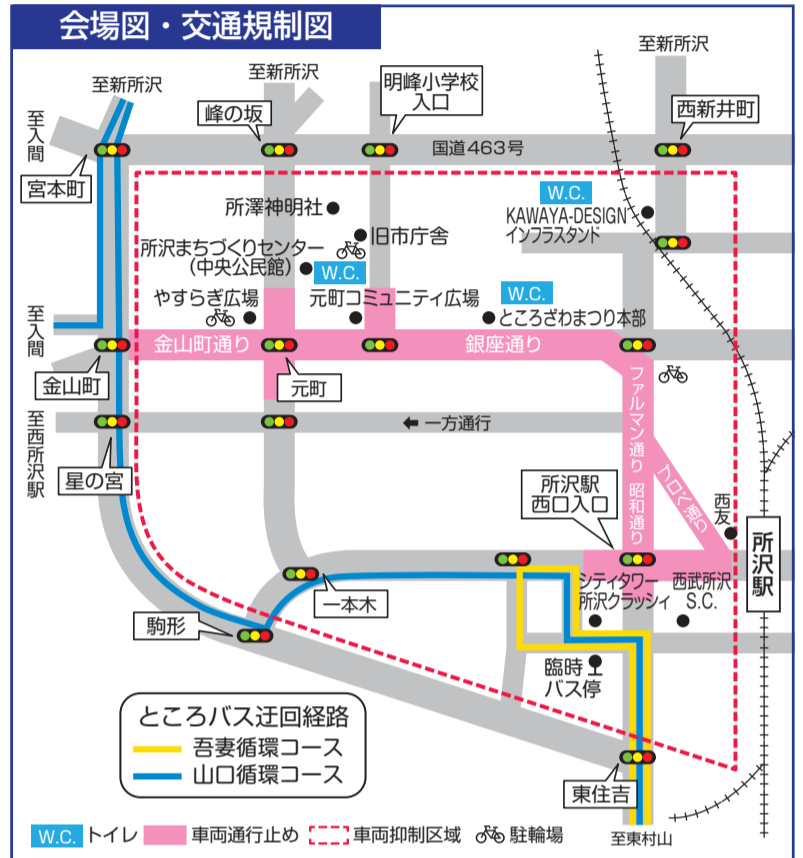 会場図・交通規制図
至新所沢
至新所沢
至新所沢
明峰小学校
入口
峰の坂
西新井町
至入間
宮本町
国道463号
W.C.
KAWAYA-DESIGN
インフラスタンド
所澤神明社
旧市庁舎
所沢まちづくりセンター
（中央公民館）
W.C.
やすらぎ広場
元町コミュニティ広場
W.C.
ところざわまつり本部
至入間
金山町通り
銀座通り
金山町
元町
ファルマン通り
至西所沢駅
← 一方通行
星の宮
所沢駅
西口入口
昭和通り
プロペ通り
西友
所沢駅
一本木
シティタワー
所沢クラッシィ
西武所沢
S.C.
駒形
臨時
バス停
ところバス迂回経路
吾妻循環コース
山口循環コース
東住吉
至東村山
W.C. トイレ
車両通行止め
車両抑制区域
駐輪場